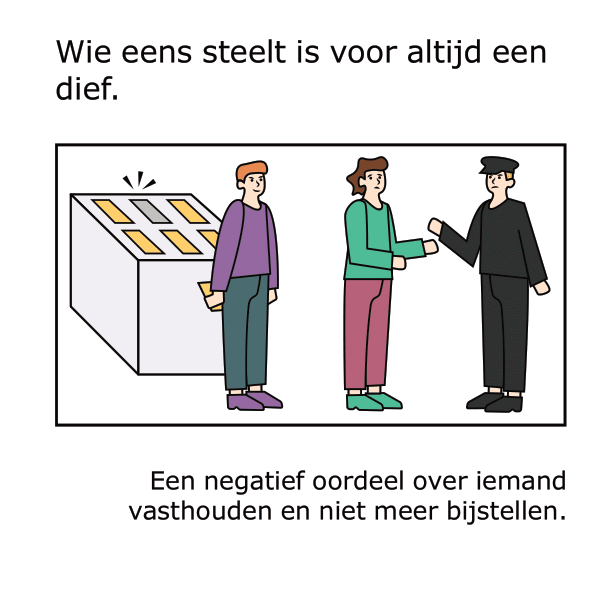 Wie eens steelt is voor altijd een
dief.
Een negatief oordeel over iemand
vasthouden en niet meer bijstellen.